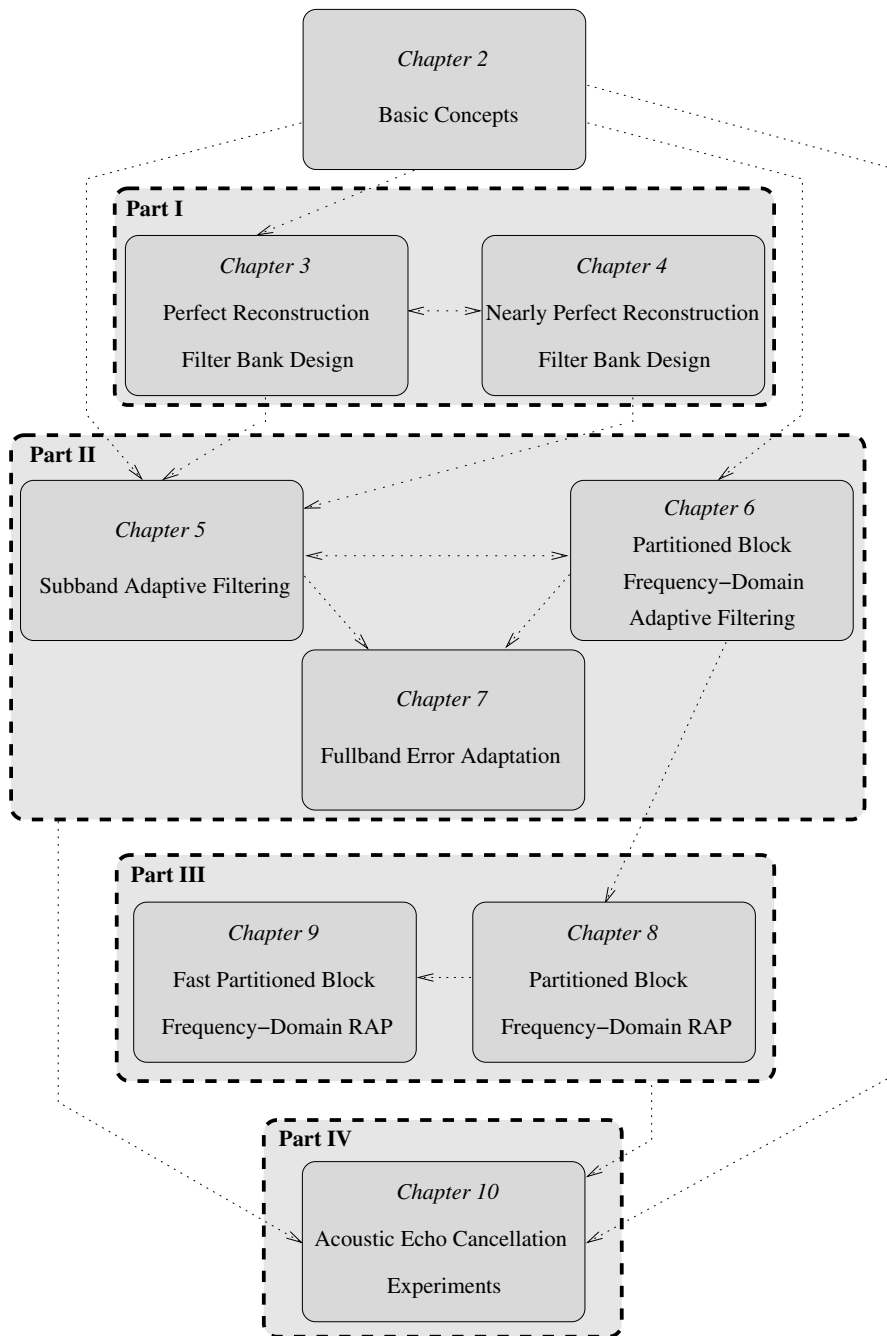 Chapter 2
Basic Concepts
Part I
Chapter 3
Perfect Reconstruction
Filter Bank Design
Chapter 4
Nearly Perfect Reconstruction
Filter Bank Design
Part II
Chapter 5
Subband Adaptive Filtering
Chapter 6
Partitioned Block
Frequency−Domain
Adaptive Filtering
Chapter 7
Fullband Error Adaptation
Part III
Chapter 9
Fast Partitioned Block
Frequency−Domain RAP
Chapter 8
Partitioned Block
Frequency−Domain RAP
Part IV
Chapter 10
Acoustic Echo Cancellation
Experiments